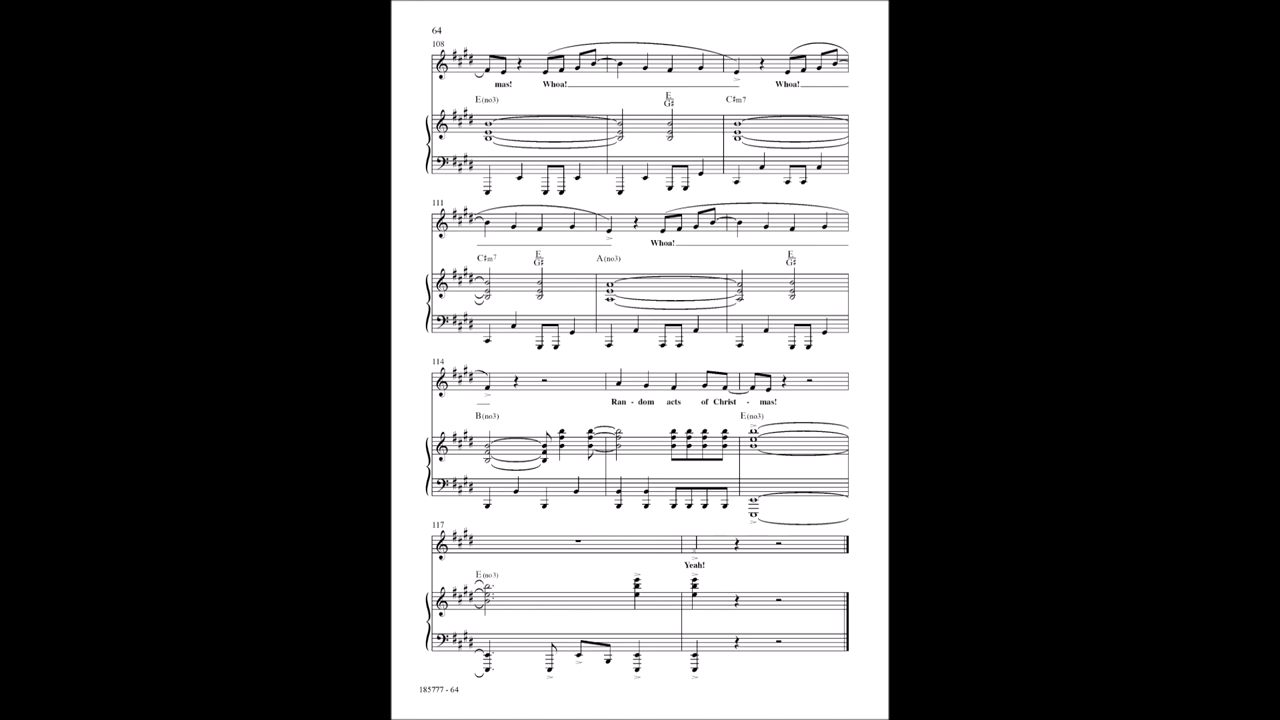 64
108
mas! Whoa! Whoa!
E(no3) E/G♯ C♯m7
111
Whoa!
C♯m7 E/G♯ A(no3) E/G♯
114
Ran - dom acts of Christ - mas!
B(no3) E(no3)
117
Yeah!
E(no3)
185777 - 64